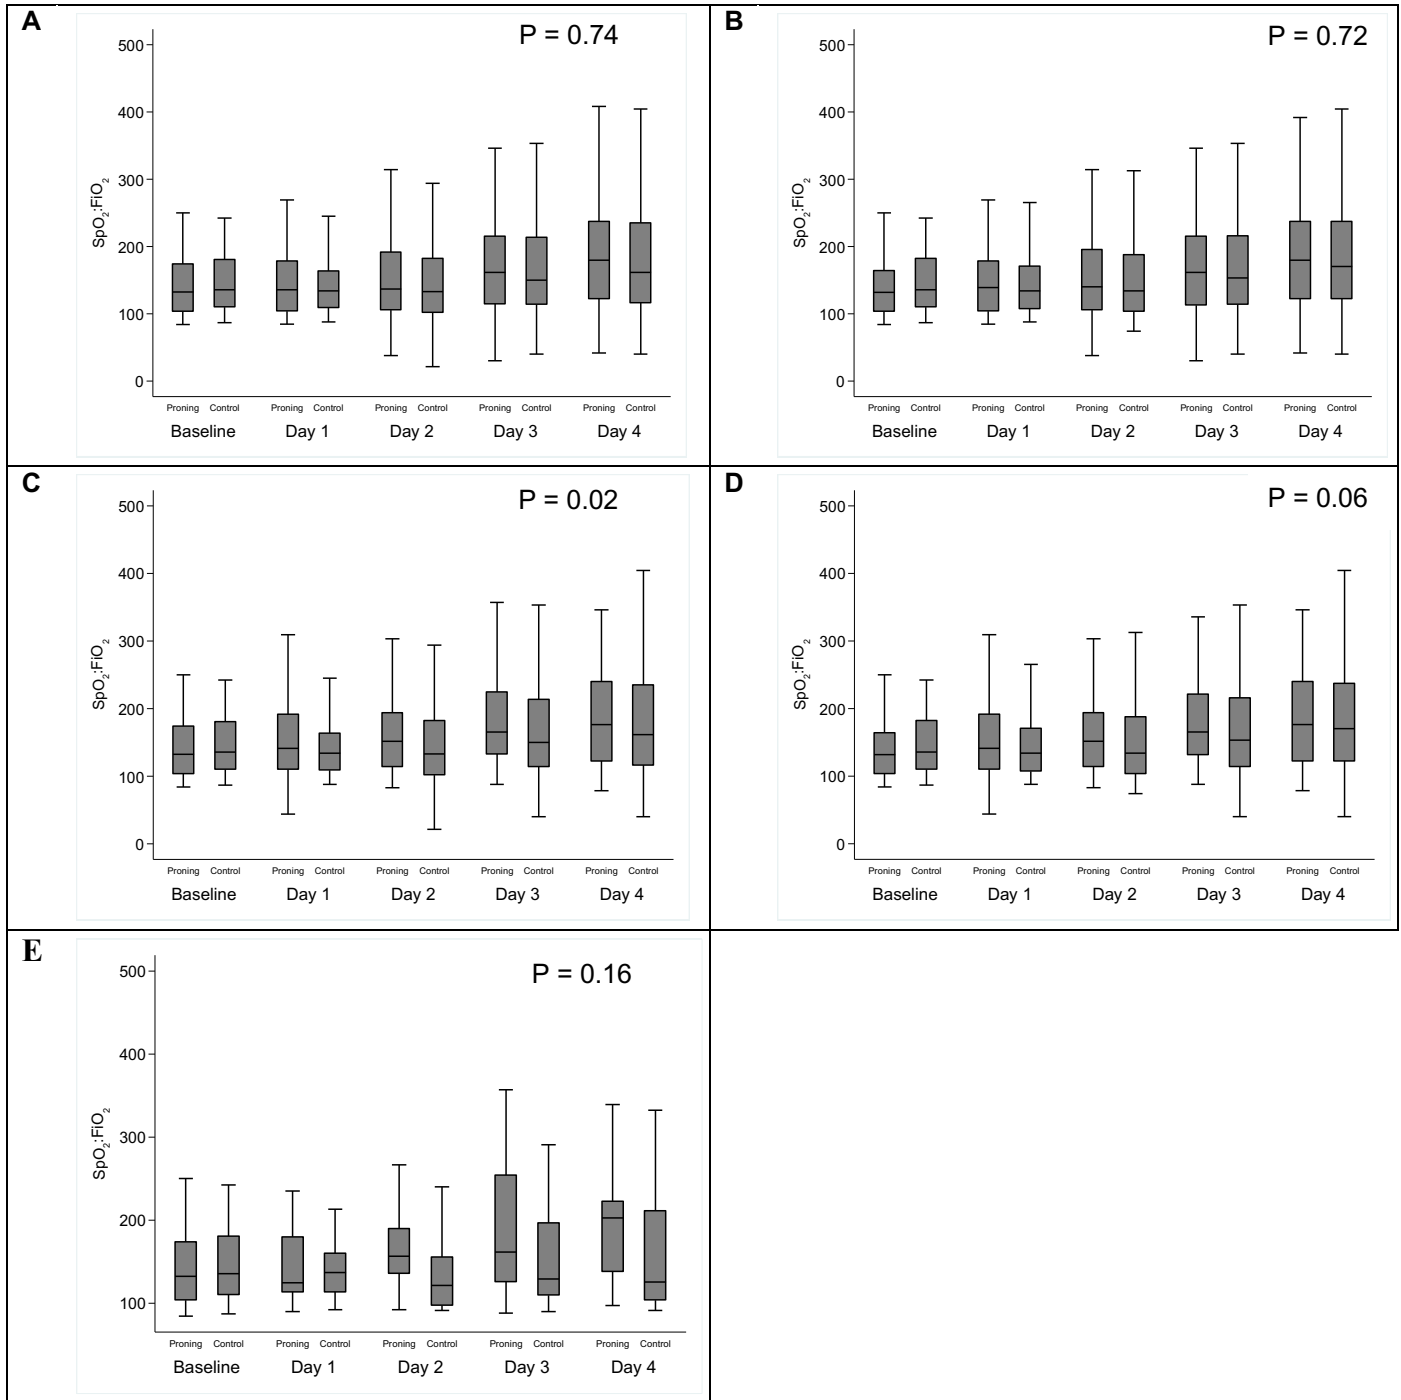 A
P = 0.74
500
400
300
200
100
0
SpO2:FiO2
Proning Control Proning Control Proning Control Proning Control Proning Control
Baseline Day 1 Day 2 Day 3 Day 4
B
P = 0.72
500
400
300
200
100
0
SpO2:FiO2
Proning Control Proning Control Proning Control Proning Control Proning Control
Baseline Day 1 Day 2 Day 3 Day 4
C
P = 0.02
500
400
300
200
100
0
SpO2:FiO2
Proning Control Proning Control Proning Control Proning Control Proning Control
Baseline Day 1 Day 2 Day 3 Day 4
D
P = 0.06
500
400
300
200
100
0
SpO2:FiO2
Proning Control Proning Control Proning Control Proning Control Proning Control
Baseline Day 1 Day 2 Day 3 Day 4
E
P = 0.16
500
400
300
200
100
SpO2:FiO2
Proning Control Proning Control Proning Control Proning Control Proning Control
Baseline Day 1 Day 2 Day 3 Day 4